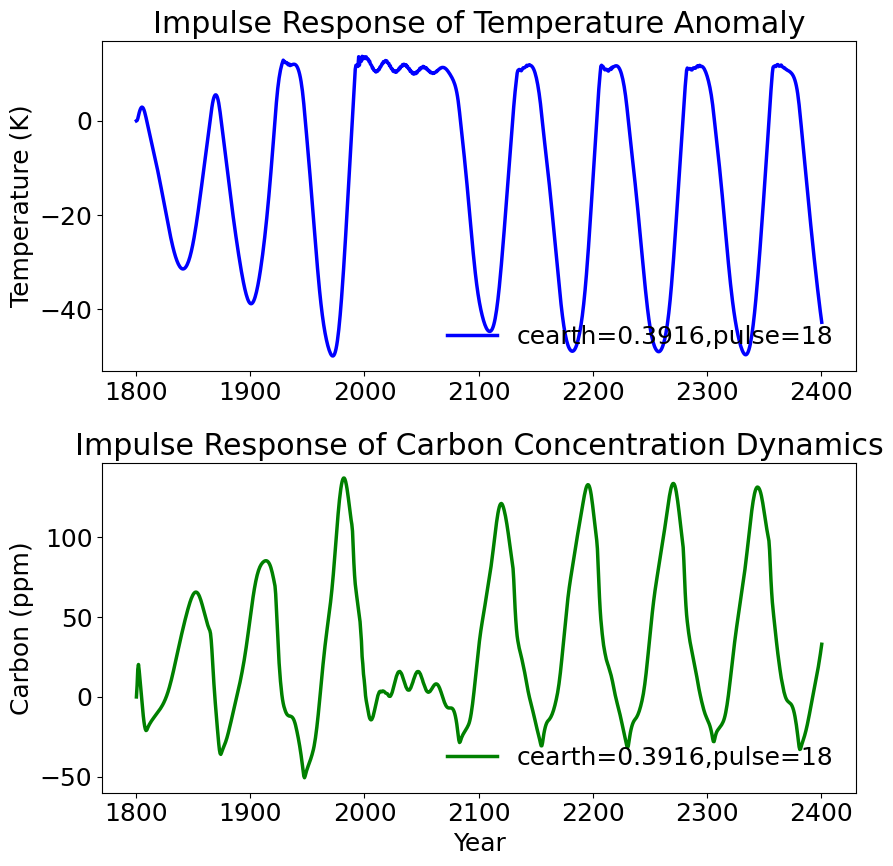 Impulse Response of Temperature Anomaly
Temperature (K)
0
−20
−40
cearth=0.3916,pulse=18
1800 1900 2000 2100 2200 2300 2400
Impulse Response of Carbon Concentration Dynamics
Carbon (ppm)
100
50
0
−50
cearth=0.3916,pulse=18
1800 1900 2000 2100 2200 2300 2400
Year